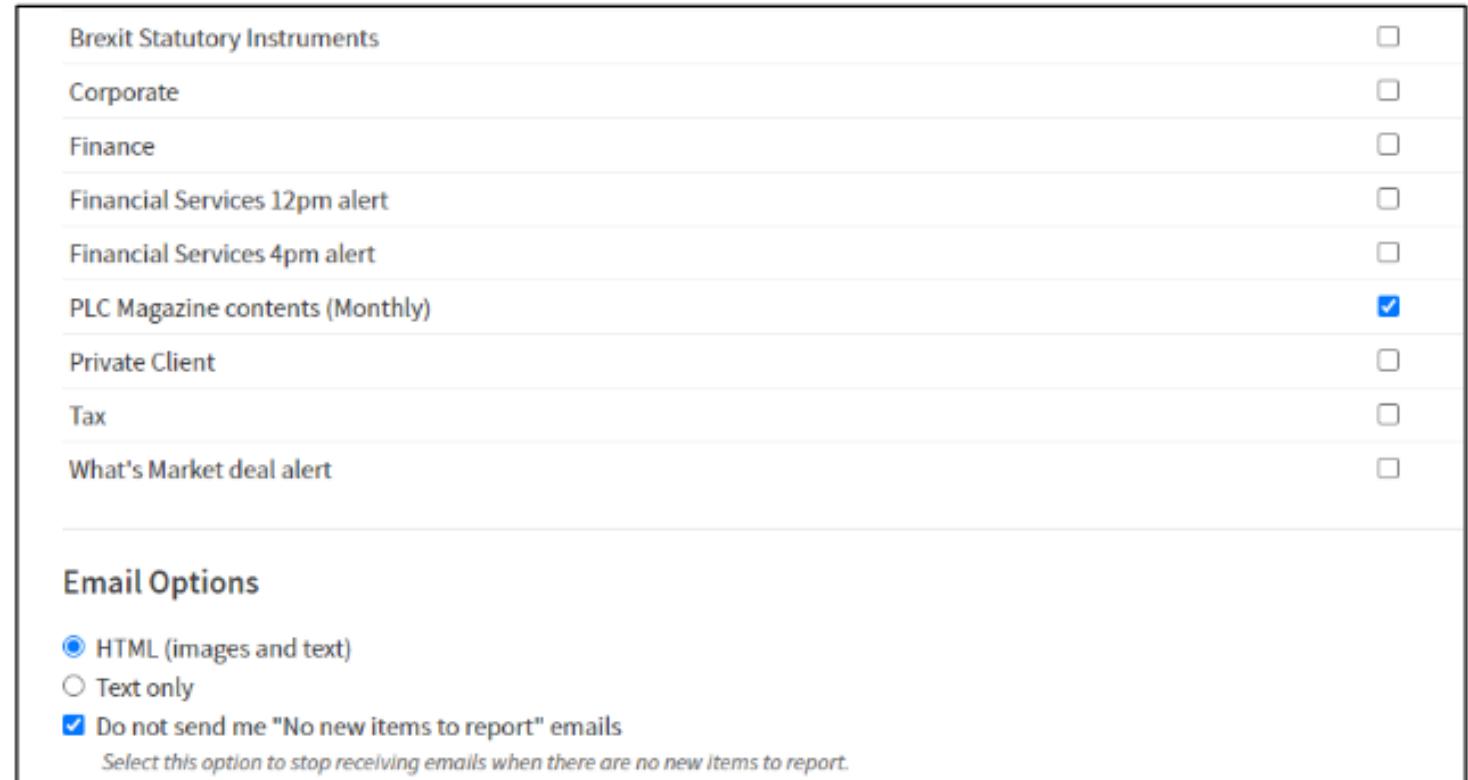 Brexit Statutory Instruments
Corporate
Finance
Financial Services 12pm alert
Financial Services 4pm alert
PLC Magazine contents (Monthly)
Private Client
Tax
What's Market deal alert
Email Options
HTML (images and text)
Text only
Do not send me "No new items to report" emails
Select this option to stop receiving emails when there are no new items to report.